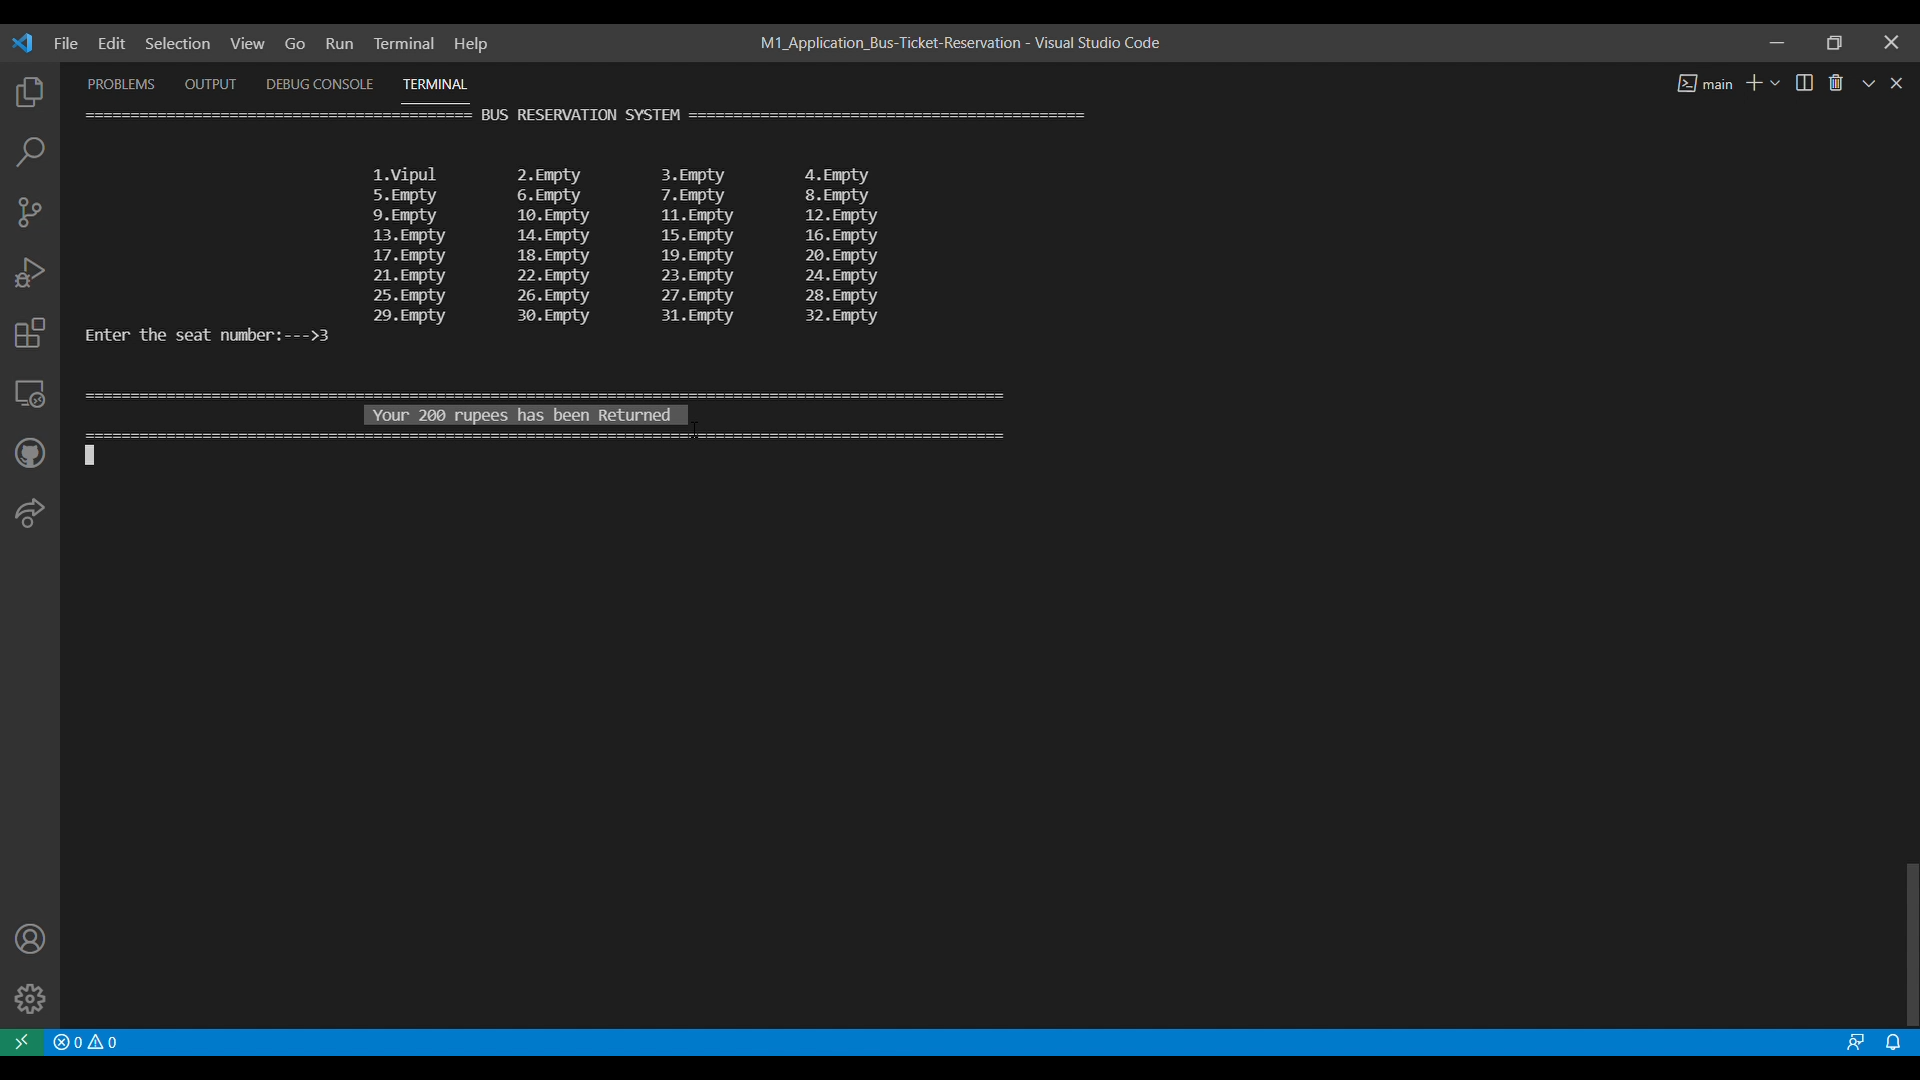 File Edit Selection View Go Run Terminal Help M1_Application_Bus-Ticket-Reservation - Visual Studio Code
PROBLEMS OUTPUT DEBUG CONSOLE TERMINAL main
=========================================== BUS RESERVATION SYSTEM ============================================
1.Vipul 2.Empty 3.Empty 4.Empty
5.Empty 6.Empty 7.Empty 8.Empty
9.Empty 10.Empty 11.Empty 12.Empty
13.Empty 14.Empty 15.Empty 16.Empty
17.Empty 18.Empty 19.Empty 20.Empty
21.Empty 22.Empty 23.Empty 24.Empty
25.Empty 26.Empty 27.Empty 28.Empty
29.Empty 30.Empty 31.Empty 32.Empty
Enter the seat number:--->3
======================================================================================================
Your 200 rupees has been Returned
======================================================================================================
0 0